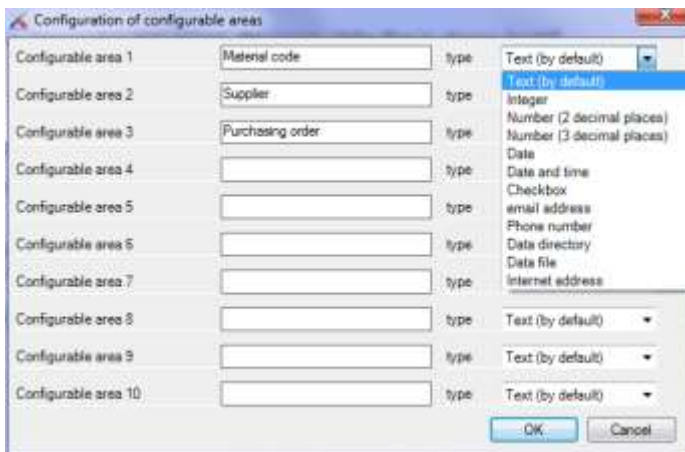 Configuration of configurable areas
Configurable area 1 Material code type Text (by default)
Text (by default)
Configurable area 2 Supplier type Integer
Number (2 decimal places)
Configurable area 3 Purchasing order type Number (3 decimal places)
Date
Configurable area 4 type Date and time
Checkbox
Configurable area 5 type email address
Phone number
Configurable area 6 type Data directory
Data file
Configurable area 7 type Internet address
Configurable area 8 type Text (by default)
Configurable area 9 type Text (by default)
Configurable area 10 type Text (by default)
OK Cancel